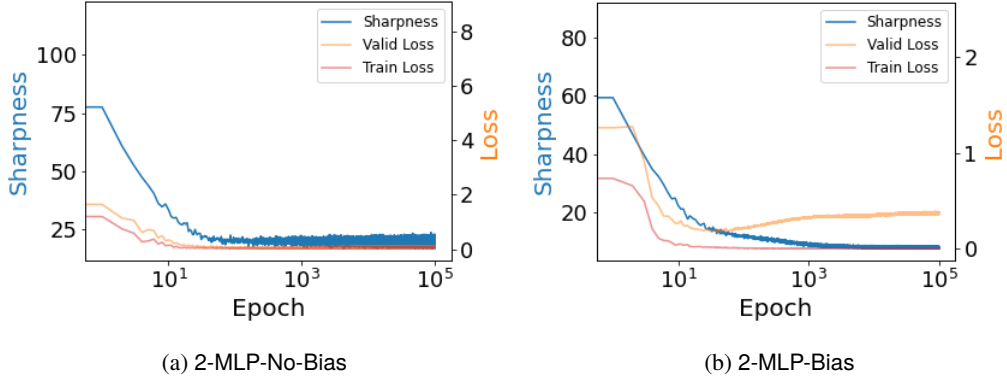 Sharpness
Valid Loss
Train Loss
100
75
50
25
Sharpness
8
6
4
2
0
Loss
10^1
10^3
10^5
Epoch
(a) 2-MLP-No-Bias
Sharpness
Valid Loss
Train Loss
80
60
40
20
Sharpness
2
1
0
Loss
10^1
10^3
10^5
Epoch
(b) 2-MLP-Bias